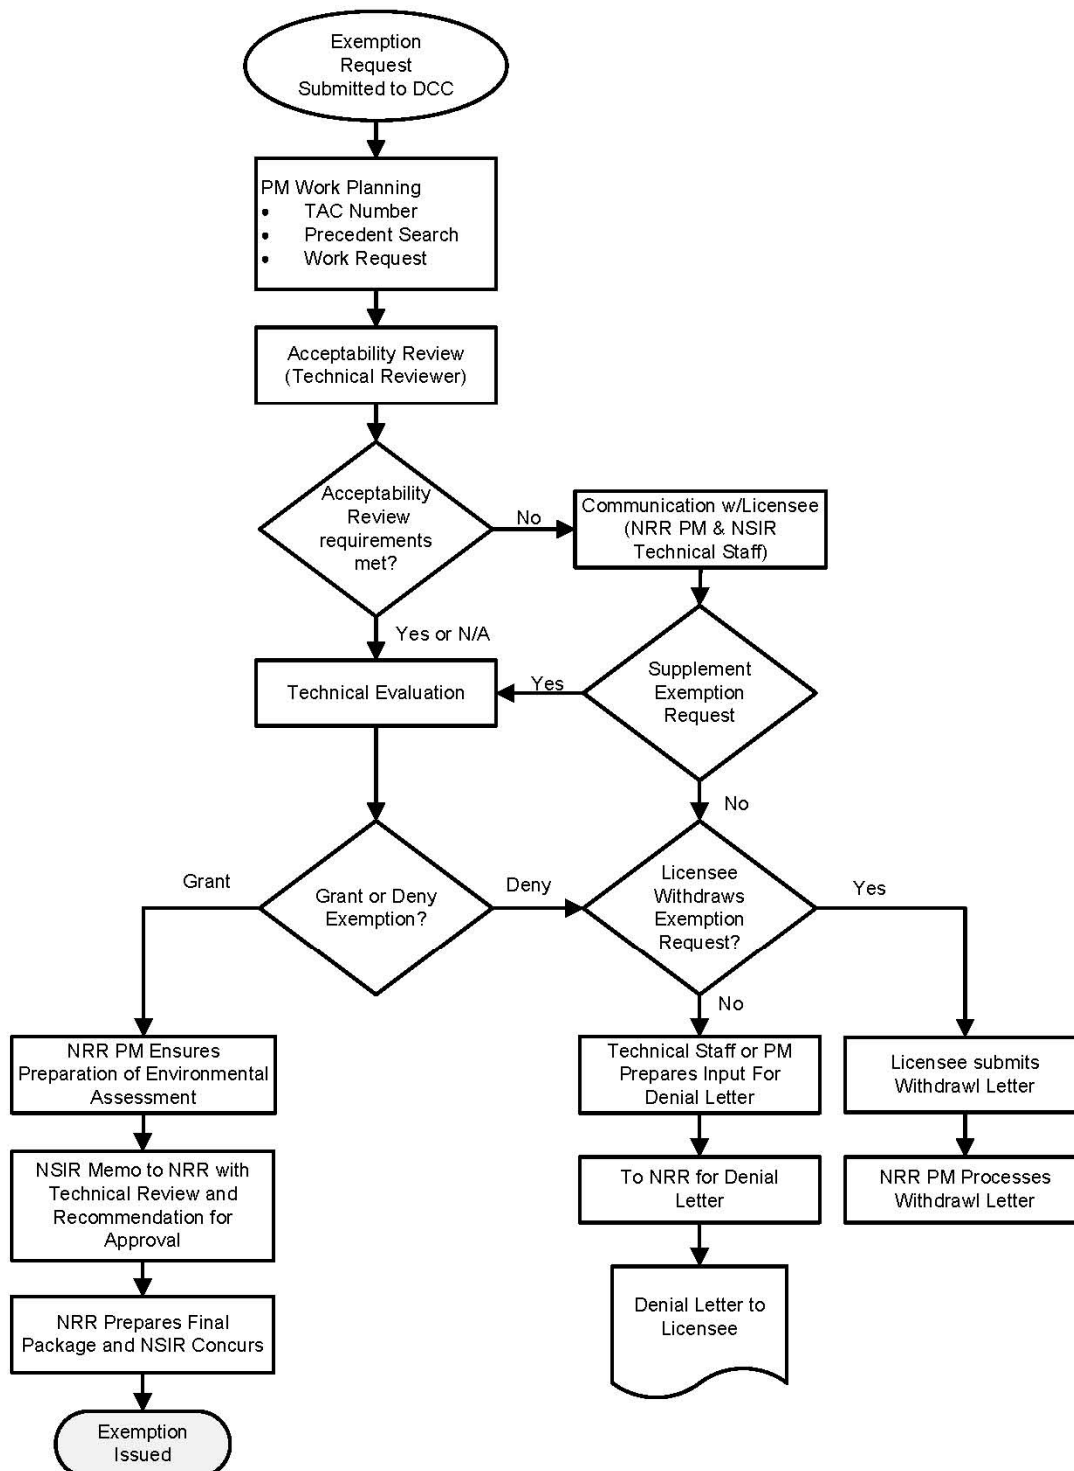 Exemption
Request
Submitted to DCC
PM Work Planning
• TAC Number
• Precedent Search
• Work Request
Acceptability Review
(Technical Reviewer)
Acceptability
Review
requirements
met?
No
Communication w/Licensee
(NRR PM & NSIR
Technical Staff)
Yes or N/A
Technical Evaluation
Yes
Supplement
Exemption
Request
No
Grant
Grant or Deny
Exemption?
Deny
Licensee
Withdraws
Exemption
Request?
Yes
No
NRR PM Ensures
Preparation of Environmental
Assessment
Technical Staff or PM
Prepares Input For
Denial Letter
Licensee submits
Withdrawl Letter
NSIR Memo to NRR with
Technical Review and
Recommendation for
Approval
To NRR for Denial
Letter
NRR PM Processes
Withdrawl Letter
NRR Prepares Final
Package and NSIR Concurs
Denial Letter to
Licensee
Exemption
Issued